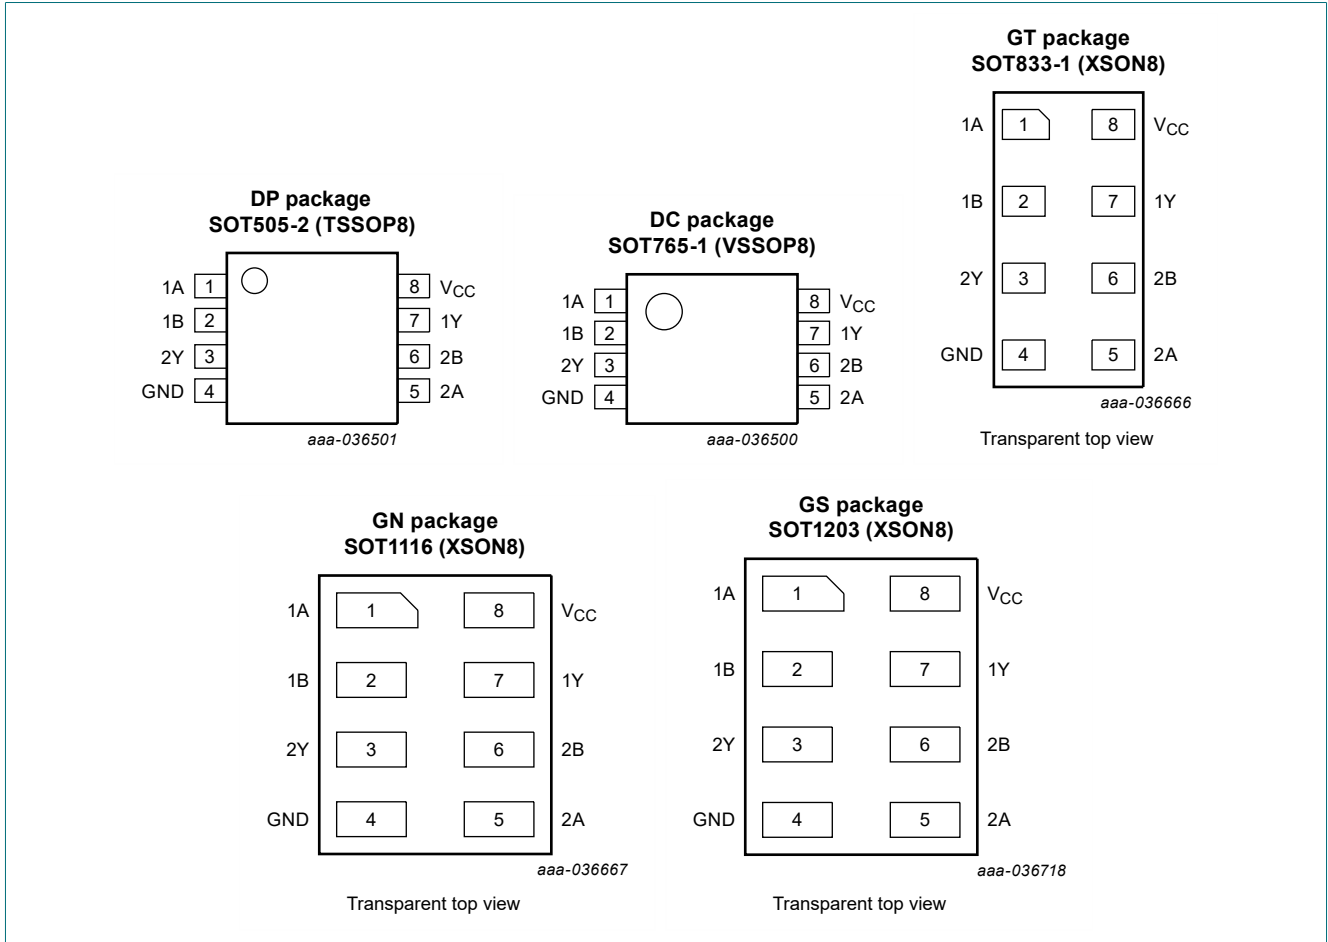 GT package
SOT833-1 (XSON8)
1A 1 8 VCC
1B 2 7 1Y
2Y 3 6 2B
GND 4 5 2A
aaa-036666
Transparent top view
DP package
SOT505-2 (TSSOP8)
1A 1 8 VCC
1B 2 7 1Y
2Y 3 6 2B
GND 4 5 2A
aaa-036501
DC package
SOT765-1 (VSSOP8)
1A 1 8 VCC
1B 2 7 1Y
2Y 3 6 2B
GND 4 5 2A
aaa-036500
GN package
SOT1116 (XSON8)
1A 1 8 VCC
1B 2 7 1Y
2Y 3 6 2B
GND 4 5 2A
aaa-036667
Transparent top view
GS package
SOT1203 (XSON8)
1A 1 8 VCC
1B 2 7 1Y
2Y 3 6 2B
GND 4 5 2A
aaa-036718
Transparent top view